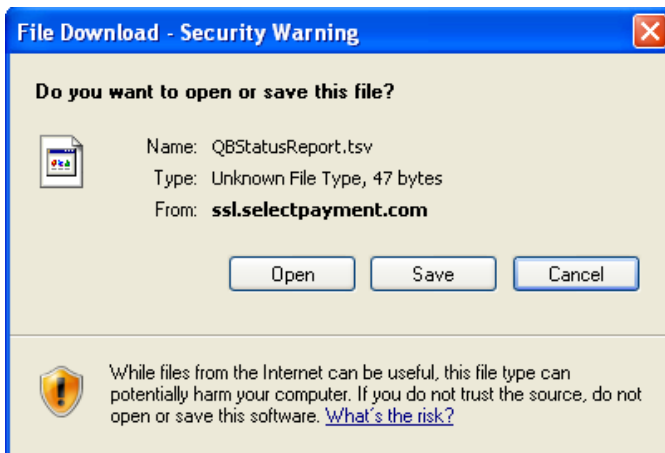 File Download - Security Warning
Do you want to open or save this file?
Name: QBStatusReport.tsv
Type: Unknown File Type, 47 bytes
From: ssl.selectpayment.com
Open Save Cancel
While files from the Internet can be useful, this file type can
potentially harm your computer. If you do not trust the source, do not
open or save this software. What's the risk?